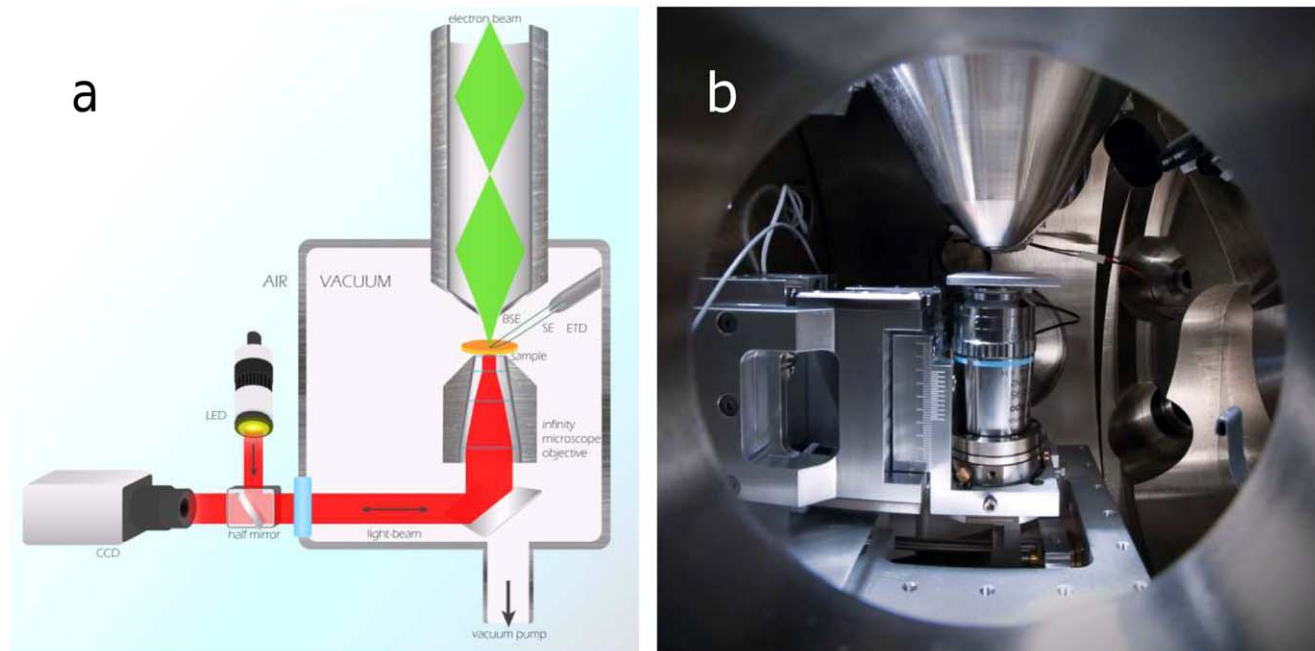 a
electron beam
AIR
VACUUM
BSE
SE
ETD
sample
LED
infinity
microscope
objective
half mirror
light-beam
CCD
vacuum pump
b